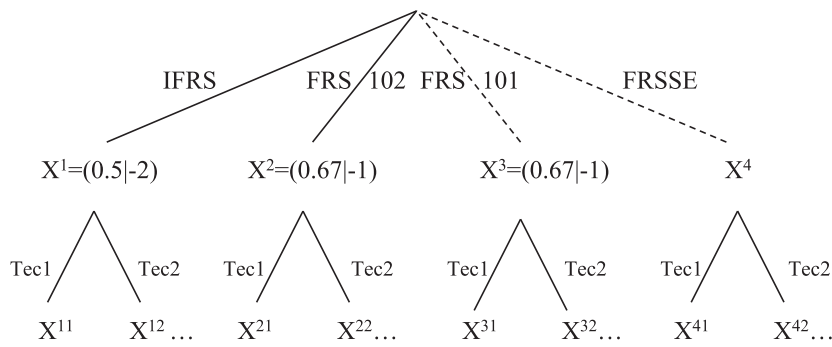 IFRS FRS 102 FRS 101 FRSSE
X¹=(0.5|-2) X²=(0.67|-1) X³=(0.67|-1) X⁴
Tec1 Tec2 Tec1 Tec2 Tec1 Tec2 Tec1 Tec2
X¹¹ X¹²... X²¹ X²²... X³¹ X³²... X⁴¹ X⁴²...